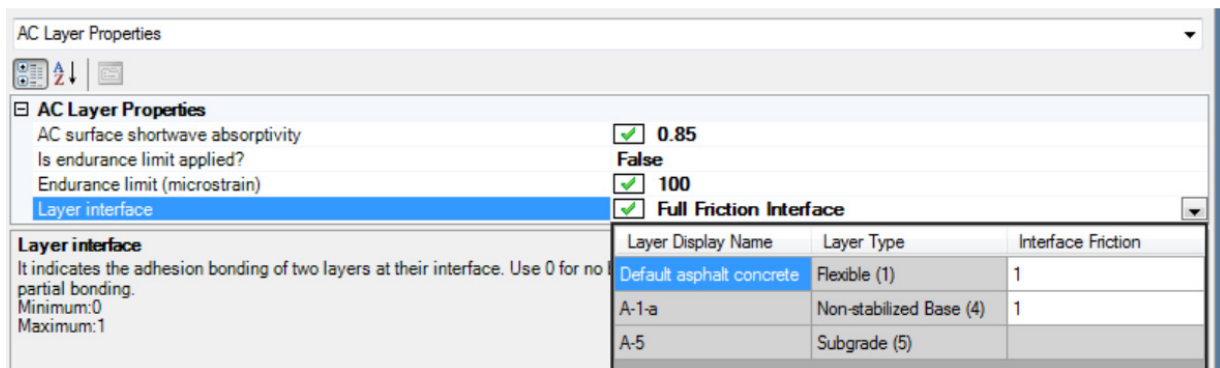 AC Layer Properties
AC Layer Properties
AC surface shortwave absorptivity 0.85
Is endurance limit applied? False
Endurance limit (microstrain) 100
Layer interface Full Friction Interface
Layer interface
It indicates the adhesion bonding of two layers at their interface. Use 0 for no
partial bonding.
Minimum:0
Maximum:1
Layer Display Name Layer Type Interface Friction
Default asphalt concrete Flexible (1) 1
A-1-a Non-stabilized Base (4) 1
A-5 Subgrade (5)